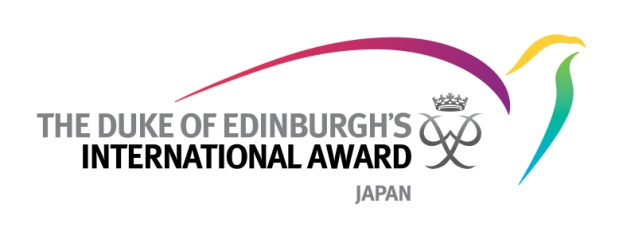 THE DUKE OF EDINBURGH'S
INTERNATIONAL AWARD
JAPAN